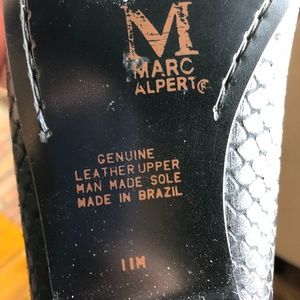 M
MARC
ALPERT®
GENUINE
LEATHER UPPER
MAN MADE SOLE
MADE IN BRAZIL
11M